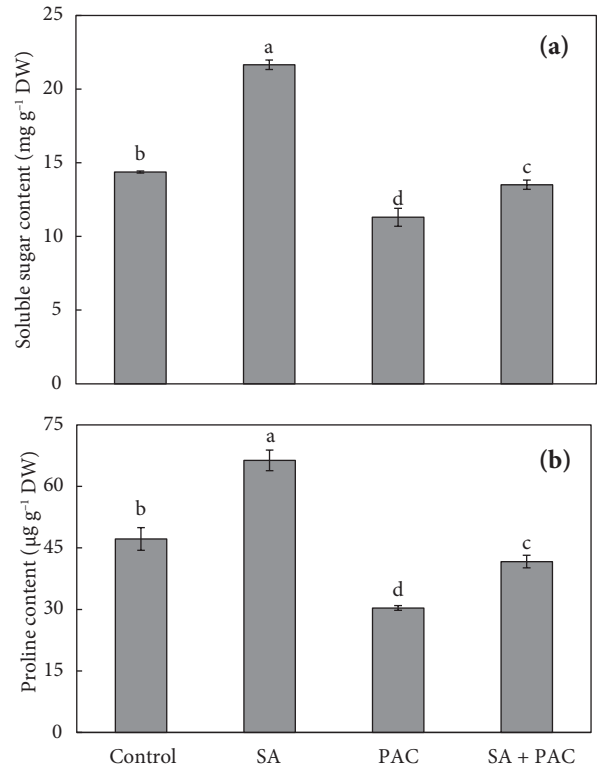 25
(a)
a
20
b
15
c
d
10
5
0
Soluble sugar content (mg g⁻¹ DW)
75
a
(b)
60
b
45
c
d
30
15
0
Proline content (µg g⁻¹ DW)
Control SA PAC SA + PAC